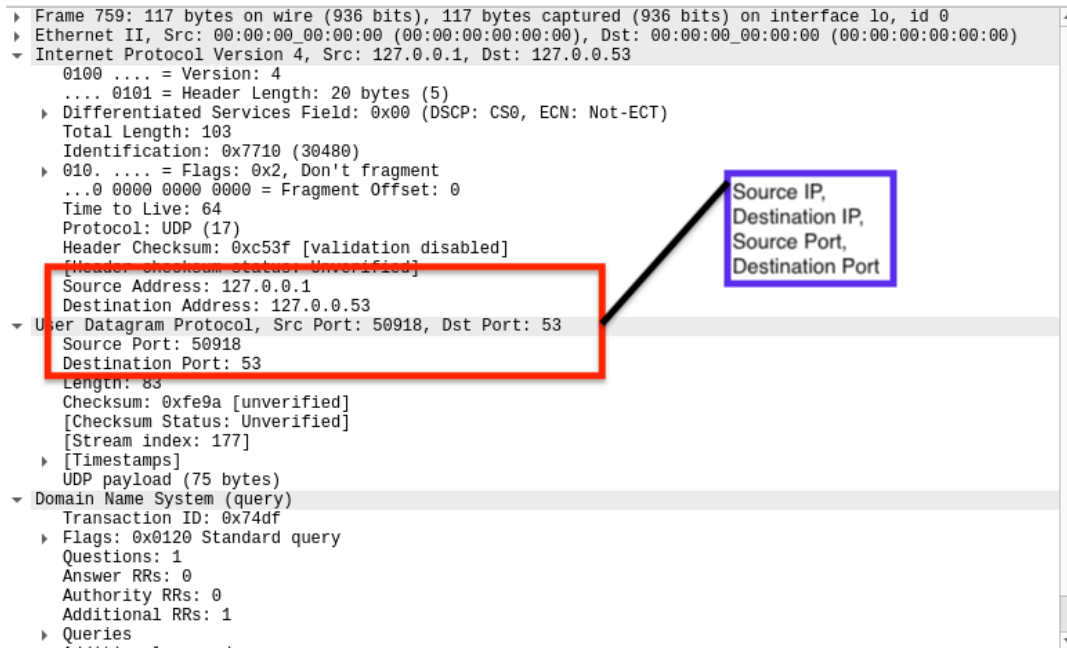 Frame 759: 117 bytes on wire (936 bits), 117 bytes captured (936 bits) on interface lo, id 0
Ethernet II, Src: 00:00:00_00:00:00 (00:00:00:00:00:00), Dst: 00:00:00_00:00:00 (00:00:00:00:00:00)
Internet Protocol Version 4, Src: 127.0.0.1, Dst: 127.0.0.53
0100 .... = Version: 4
.... 0101 = Header Length: 20 bytes (5)
Differentiated Services Field: 0x00 (DSCP: CS0, ECN: Not-ECT)
Total Length: 103
Identification: 0x7710 (30480)
010. .... = Flags: 0x2, Don't fragment
...0 0000 0000 0000 = Fragment Offset: 0
Time to Live: 64
Protocol: UDP (17)
Header Checksum: 0xc53f [validation disabled]
[Header checksum status: Unverified]
Source Address: 127.0.0.1
Destination Address: 127.0.0.53
User Datagram Protocol, Src Port: 50918, Dst Port: 53
Source Port: 50918
Destination Port: 53
Length: 83
Checksum: 0xfe9a [unverified]
[Checksum Status: Unverified]
[Stream index: 177]
[Timestamps]
UDP payload (75 bytes)
Domain Name System (query)
Transaction ID: 0x74df
Flags: 0x0120 Standard query
Questions: 1
Answer RRs: 0
Authority RRs: 0
Additional RRs: 1
Queries
Source IP,
Destination IP,
Source Port,
Destination Port